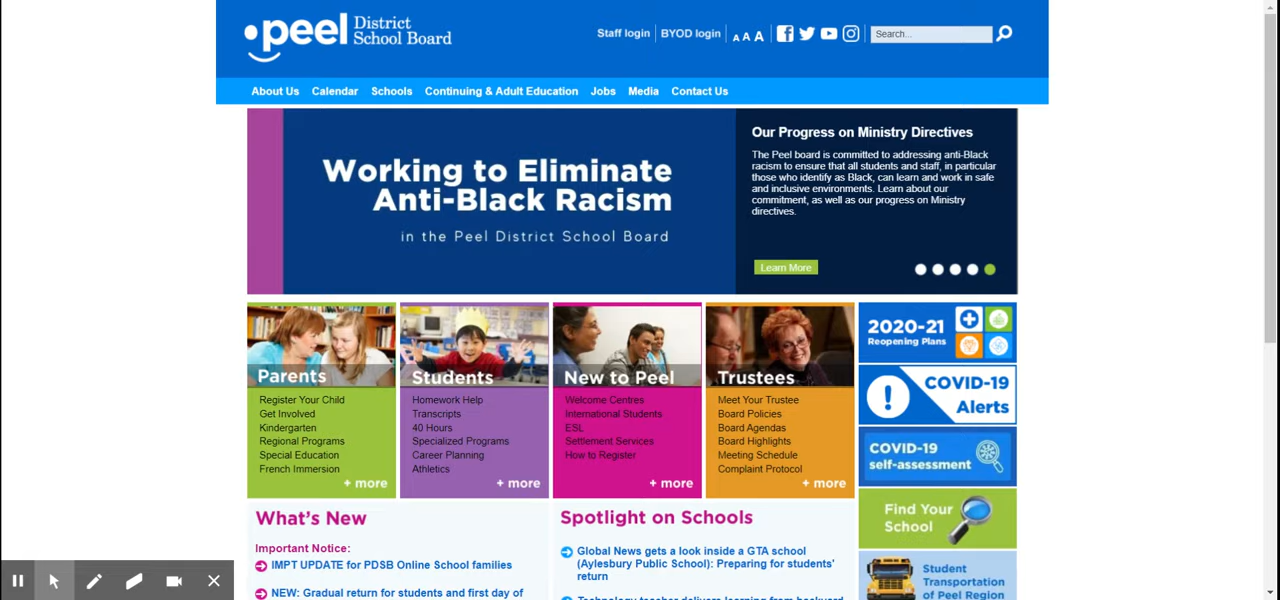 peel District
School Board
Staff login BYOD login A A A Search...
About Us Calendar Schools Continuing & Adult Education Jobs Media Contact Us
Working to Eliminate
Anti-Black Racism
in the Peel District School Board
Our Progress on Ministry Directives
The Peel board is committed to addressing anti-Black
racism to ensure that all students and staff, in particular
those who identify as Black, can learn and work in safe
and inclusive environments. Learn about our
commitment, as well as our progress on Ministry
directives.
Learn More
Parents
Register Your Child
Get Involved
Kindergarten
Regional Programs
Special Education
French Immersion
+ more
Students
Homework Help
Transcripts
40 Hours
Specialized Programs
Career Planning
Athletics
+ more
New to Peel
Welcome Centres
International Students
ESL
Settlement Services
How to Register
+ more
Trustees
Meet Your Trustee
Board Policies
Board Agendas
Board Highlights
Meeting Schedule
Complaint Protocol
+ more
2020-21
Reopening Plans
COVID-19
Alerts
COVID-19
self-assessment
Find Your
School
Student
Transportation
of Peel Region
What's New
Important Notice:
IMPT UPDATE for PDSB Online School families
NEW: Gradual return for students and first day of
Spotlight on Schools
Global News gets a look inside a GTA school
(Aylesbury Public School): Preparing for students'
return
Technology teacher delivers learning from backyard